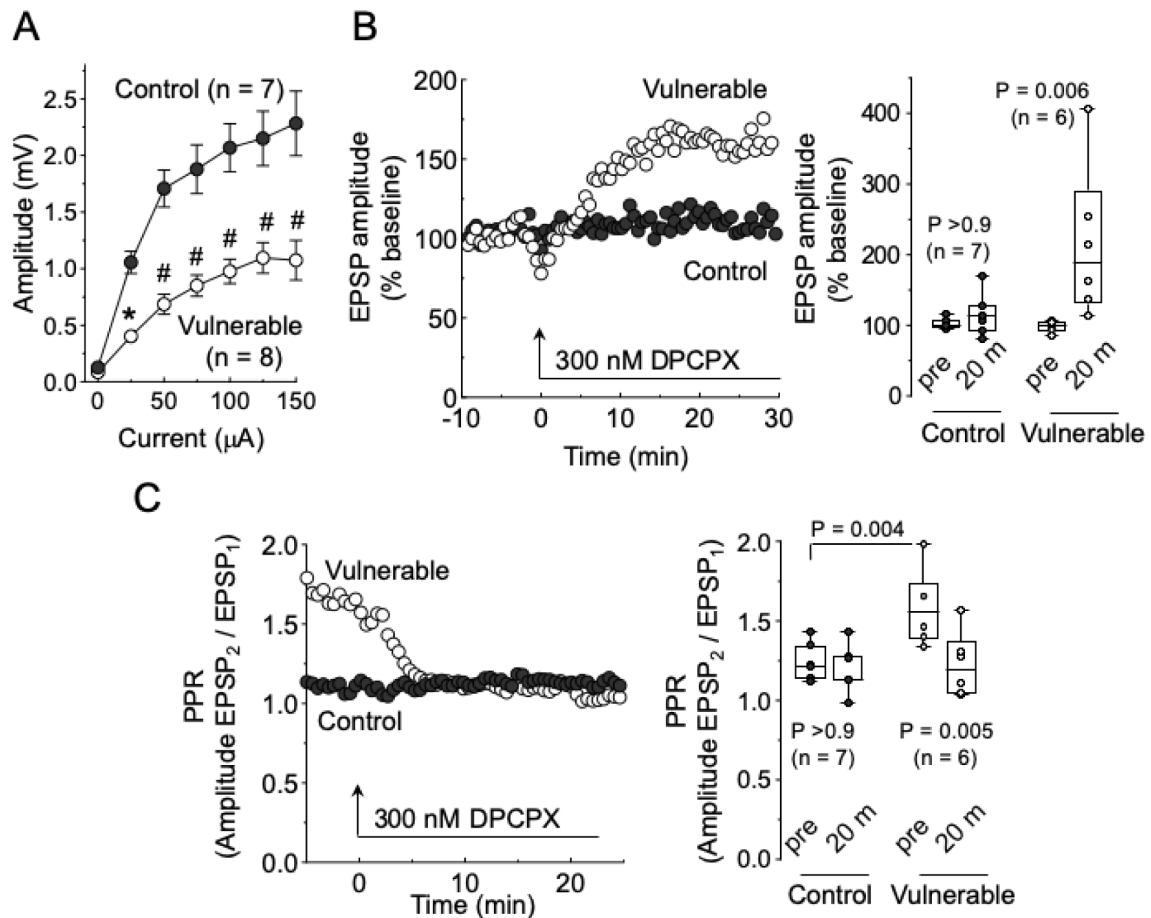 A
Amplitude (mV)
2.5
2.0
1.5
1.0
0.5
0.0
Control (n = 7)
*
#
#
#
#
#
Vulnerable
(n = 8)
0
50
100
150
Current (μA)
B
EPSP amplitude
(% baseline)
200
150
100
50
0
Vulnerable
Control
300 nM DPCPX
-10
0
10
20
30
Time (min)
EPSP amplitude
(% baseline)
400
300
200
100
0
P >0.9
(n = 7)
P = 0.006
(n = 6)
pre
20 m
pre
20 m
Control
Vulnerable
C
PPR
(Amplitude EPSP2 / EPSP1)
2.0
1.5
1.0
0.5
0.0
Vulnerable
Control
300 nM DPCPX
0
10
20
Time (min)
PPR
(Amplitude EPSP2 / EPSP1)
2.0
1.5
1.0
0.5
0.0
P = 0.004
P >0.9
(n = 7)
P = 0.005
(n = 6)
pre
20 m
pre
20 m
Control
Vulnerable